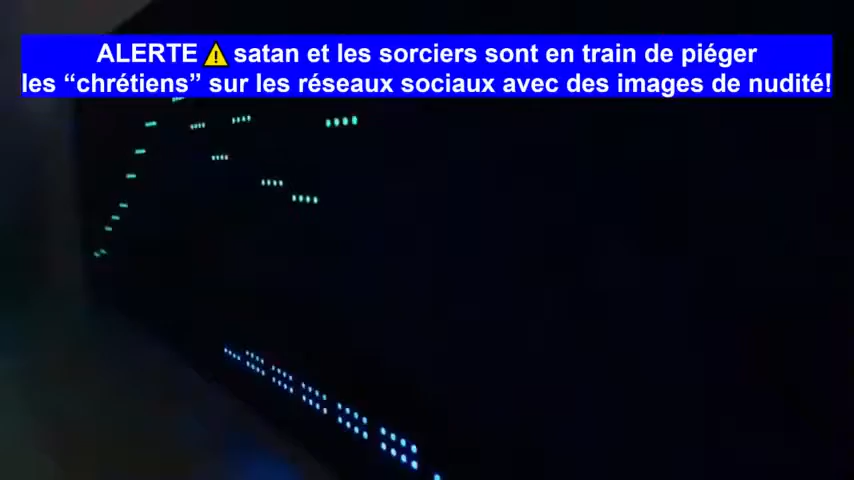 ALERTE ⚠ satan et les sorciers sont en train de piéger
les “chrétiens” sur les réseaux sociaux avec des images de nudité!